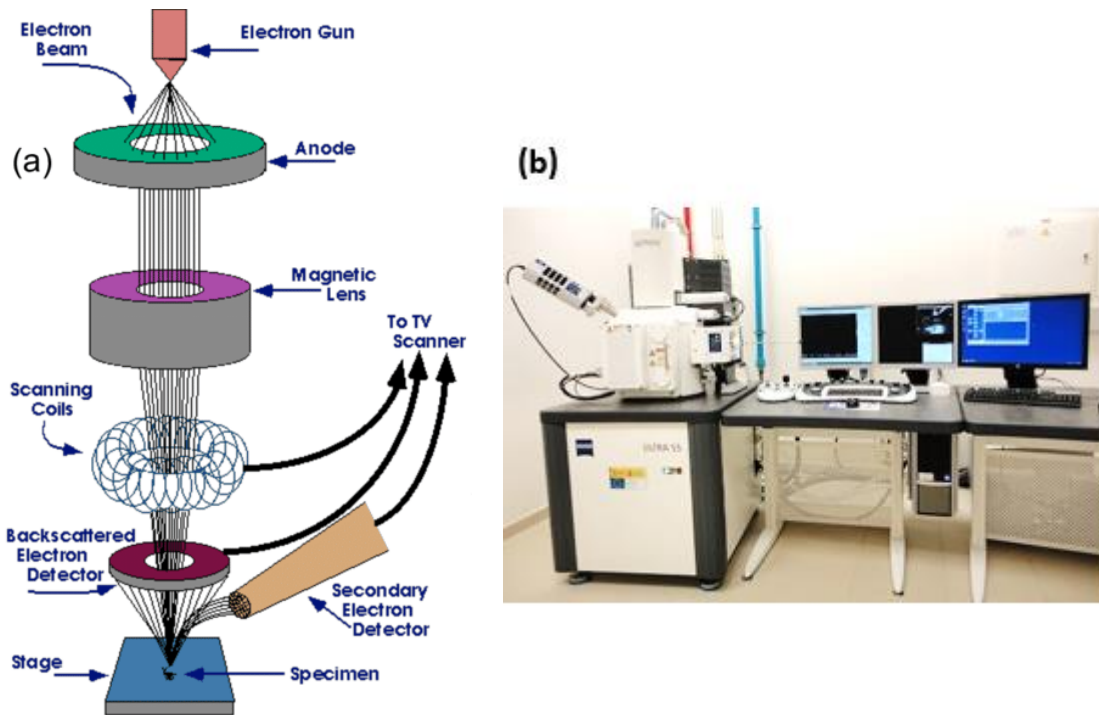 Electron
Beam
Electron Gun
(a)
Anode
(b)
Magnetic
Lens
To TV
Scanner
Scanning
Coils
ULTRA 55
Backscattered
Electron
Detector
Secondary
Electron
Detector
Stage
Specimen